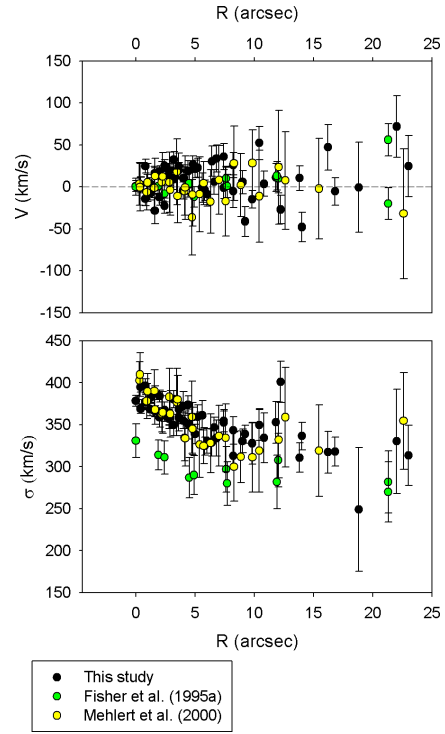 R (arcsec)
0 5 10 15 20 25
150
100
50
0
-50
-100
-150
V (km/s)
450
400
350
300
250
200
150
σ (km/s)
0 5 10 15 20 25
R (arcsec)
This study
Fisher et al. (1995a)
Mehlert et al. (2000)